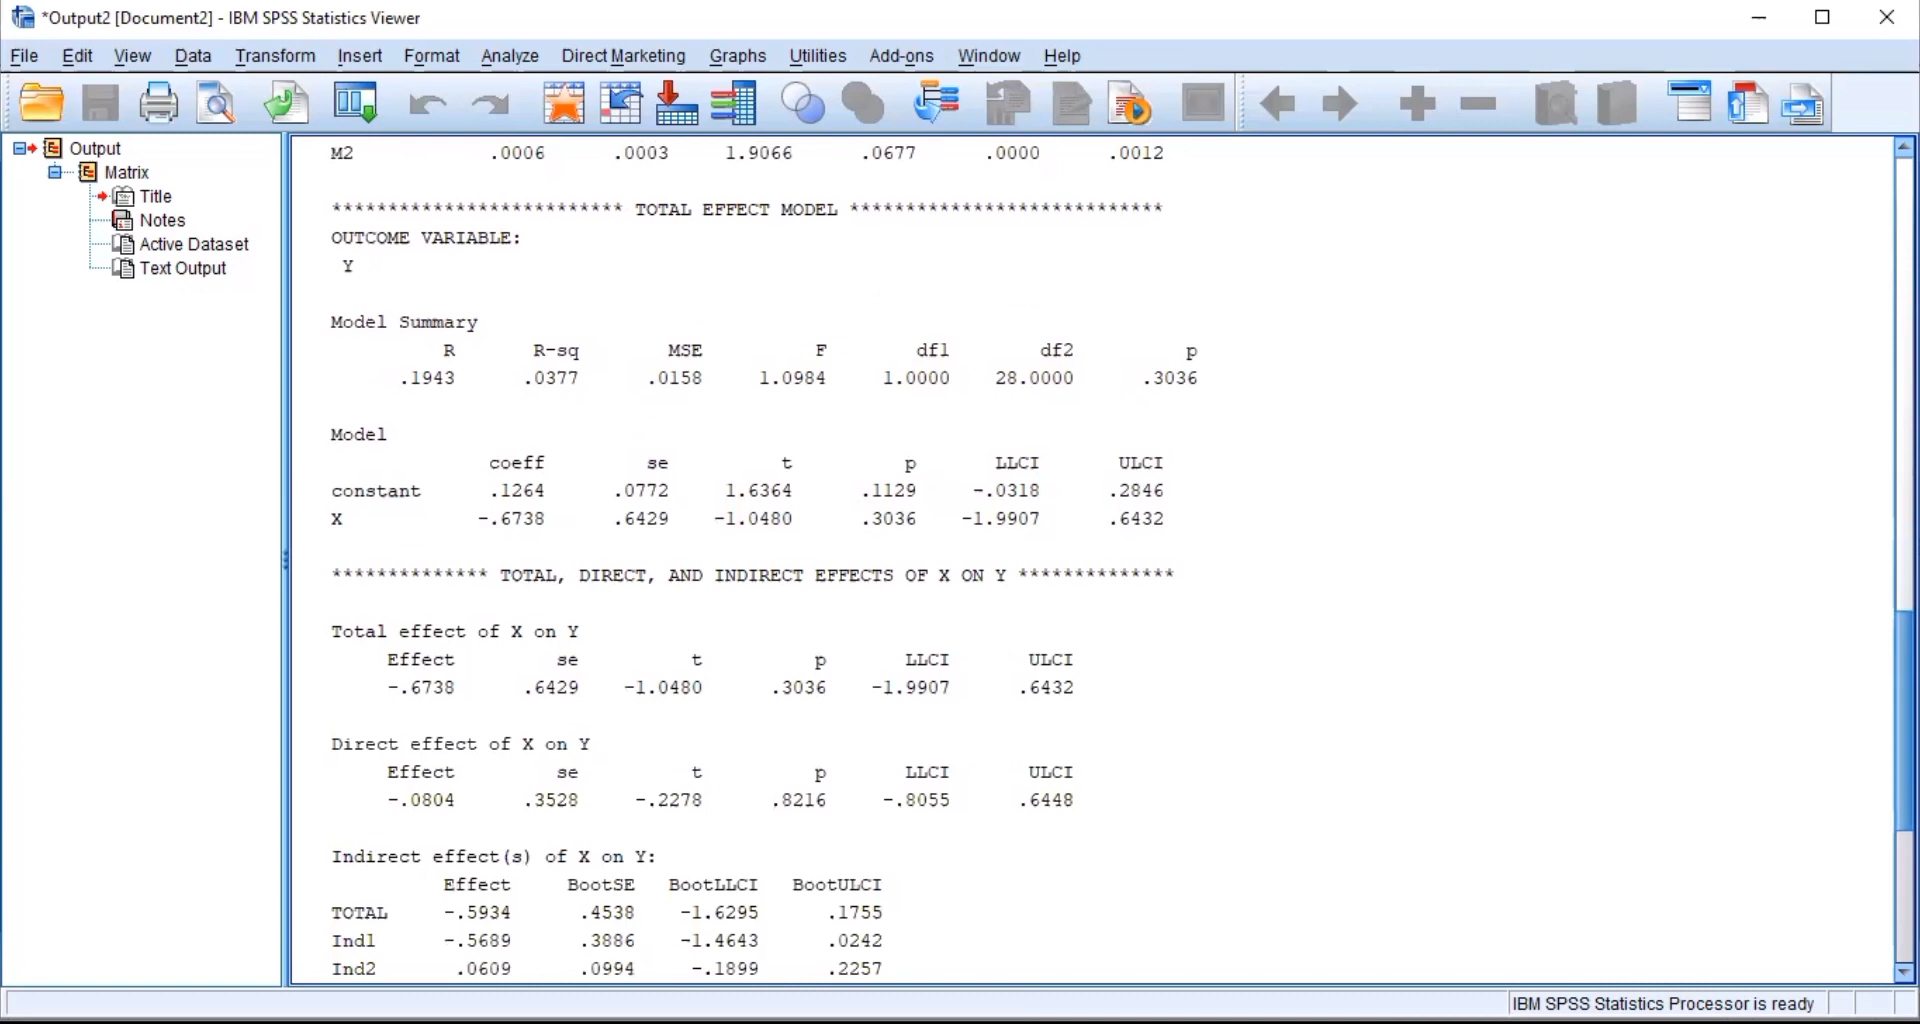 *Output2 [Document2] - IBM SPSS Statistics Viewer
File Edit View Data Transform Insert Format Analyze Direct Marketing Graphs Utilities Add-ons Window Help
Output
Matrix
Title
Notes
Active Dataset
Text Output
M2 .0006 .0003 1.9066 .0677 .0000 .0012
************************** TOTAL EFFECT MODEL ****************************
OUTCOME VARIABLE:
Y
Model Summary
R R-sq MSE F df1 df2 p
.1943 .0377 .0158 1.0984 1.0000 28.0000 .3036
Model
coeff se t p LLCI ULCI
constant .1264 .0772 1.6364 .1129 -.0318 .2846
X -.6738 .6429 -1.0480 .3036 -1.9907 .6432
************** TOTAL, DIRECT, AND INDIRECT EFFECTS OF X ON Y **************
Total effect of X on Y
Effect se t p LLCI ULCI
-.6738 .6429 -1.0480 .3036 -1.9907 .6432
Direct effect of X on Y
Effect se t p LLCI ULCI
-.0804 .3528 -.2278 .8216 -.8055 .6448
Indirect effect(s) of X on Y:
Effect BootSE BootLLCI BootULCI
TOTAL -.5934 .4538 -1.6295 .1755
Ind1 -.5689 .3886 -1.4643 .0242
Ind2 .0609 .0994 -.1899 .2257
IBM SPSS Statistics Processor is ready